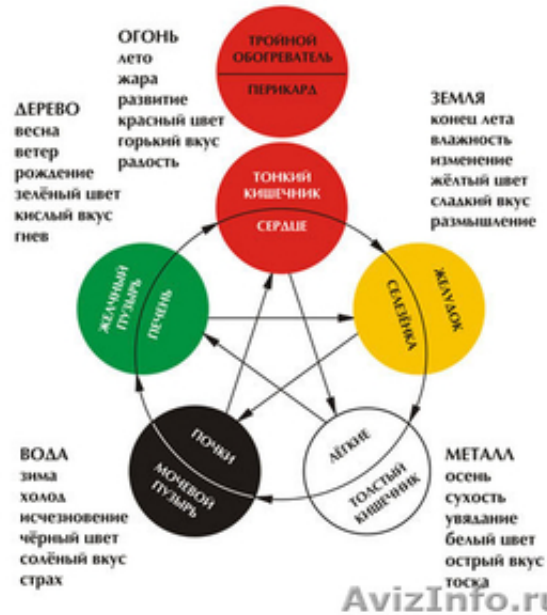 ОГОНЬ
лето
жара
развитие
красный цвет
горький вкус
радость
ТРОЙНОЙ
ОБОГРЕВАТЕЛЬ
ПЕРИКАРД
ДЕРЕВО
весна
ветер
рождение
зелёный цвет
кислый вкус
гнев
ЗЕМЛЯ
конец лета
влажность
изменение
жёлтый цвет
сладкий вкус
размышление
ТОНКИЙ
КИШЕЧНИК
СЕРДЦЕ
ЖЕЛЧНЫЙ
ПУЗЫРЬ
ПЕЧЕНЬ
ЖЕЛУДОК
СЕЛЕЗЁНКА
ПОЧКИ
МОЧЕВОЙ
ПУЗЫРЬ
ЛЁГКИЕ
ТОЛСТЫЙ
КИШЕЧНИК
ВОДА
зима
холод
исчезновение
чёрный цвет
солёный вкус
страх
МЕТАЛЛ
осень
сухость
увядание
белый цвет
острый вкус
тоска
AvizInfo.ru